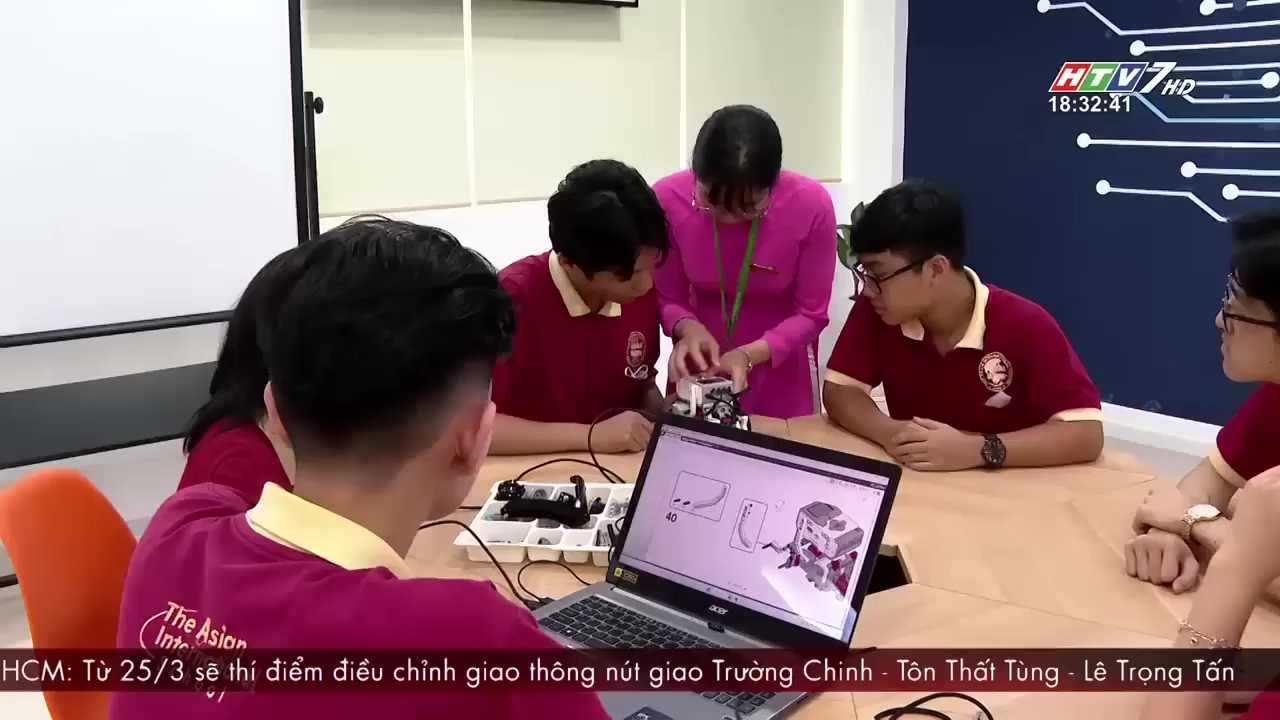 HTV7 HD
18:32:41
40
acer
The Asian
HCM: Từ 25/3 sẽ thí điểm điều chỉnh giao thông nút giao Trường Chinh - Tôn Thất Tùng - Lê Trọng Tấn